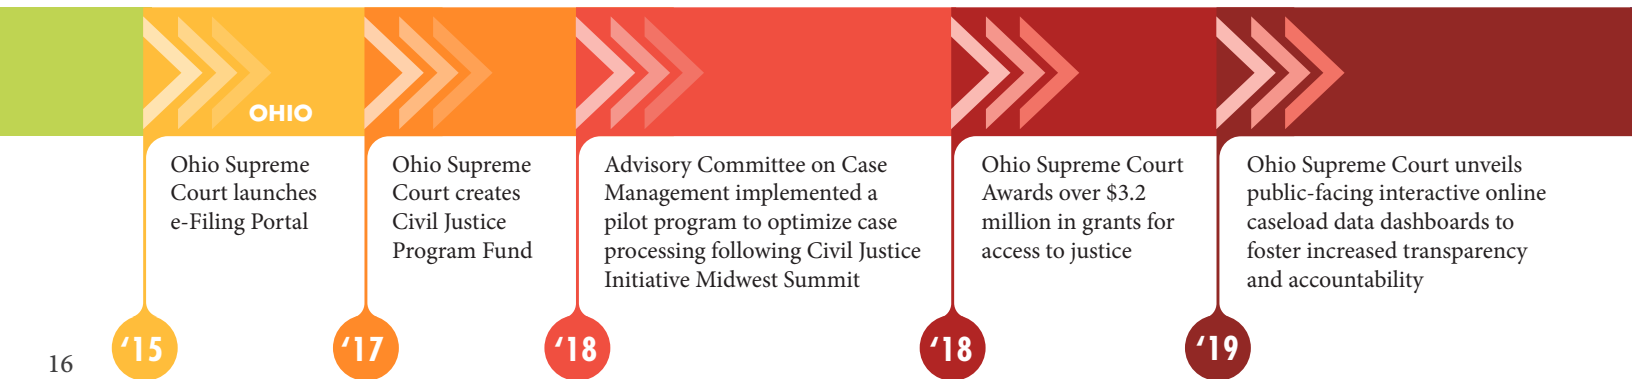 OHIO
Ohio Supreme
Court launches
e-Filing Portal
‘15
Ohio Supreme
Court creates
Civil Justice
Program Fund
‘17
Advisory Committee on Case
Management implemented a
pilot program to optimize case
processing following Civil Justice
Initiative Midwest Summit
‘18
Ohio Supreme Court
Awards over $3.2
million in grants for
access to justice
‘18
Ohio Supreme Court unveils
public-facing interactive online
caseload data dashboards to
foster increased transparency
and accountability
‘19
16